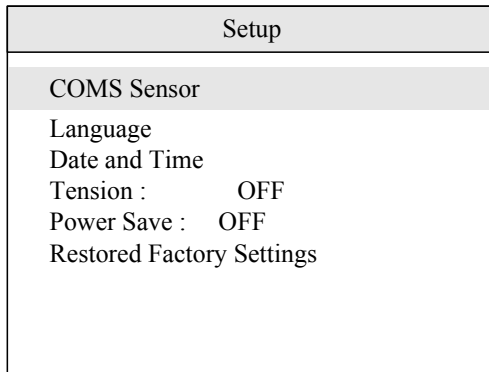 Setup
COMS Sensor
Language
Date and Time
Tension : OFF
Power Save : OFF
Restored Factory Settings